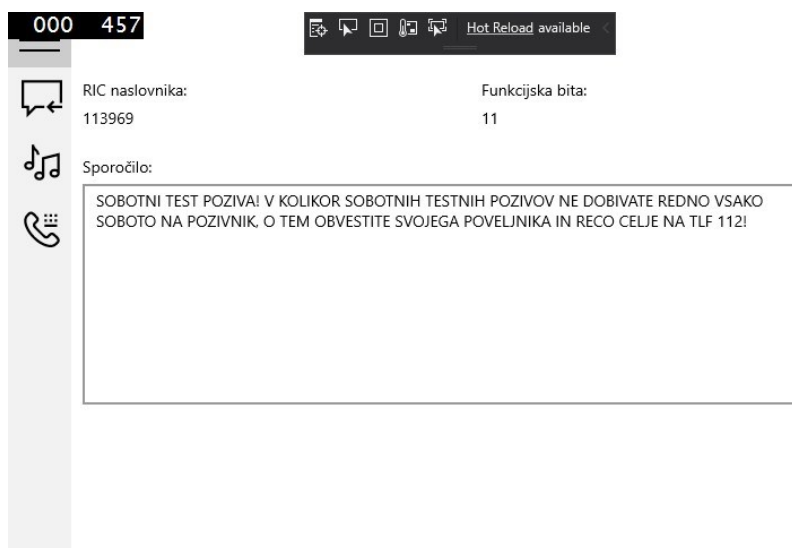 000 457
Hot Reload available
RIC naslovnika:
Funkcijska bita:
113969
11
Sporočilo:
SOBOTNI TEST POZIVA! V KOLIKOR SOBOTNIH TESTNIH POZIVOV NE DOBIVATE REDNO VSAKO
SOBOTO NA POZIVNIK, O TEM OBVESTITE SVOJEGA POVELJNIKA IN RECO CELJE NA TLF 112!